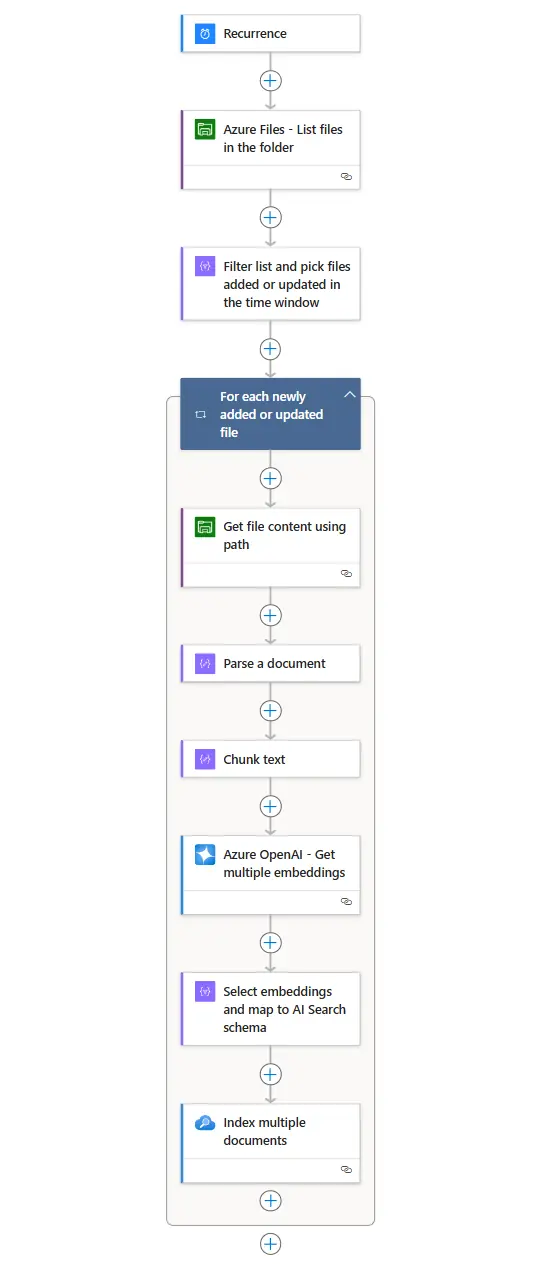 Recurrence
Azure Files - List files
in the folder
Filter list and pick files
added or updated in
the time window
For each newly
added or updated
file
Get file content using
path
Parse a document
Chunk text
Azure OpenAI - Get
multiple embeddings
Select embeddings
and map to AI Search
schema
Index multiple
documents